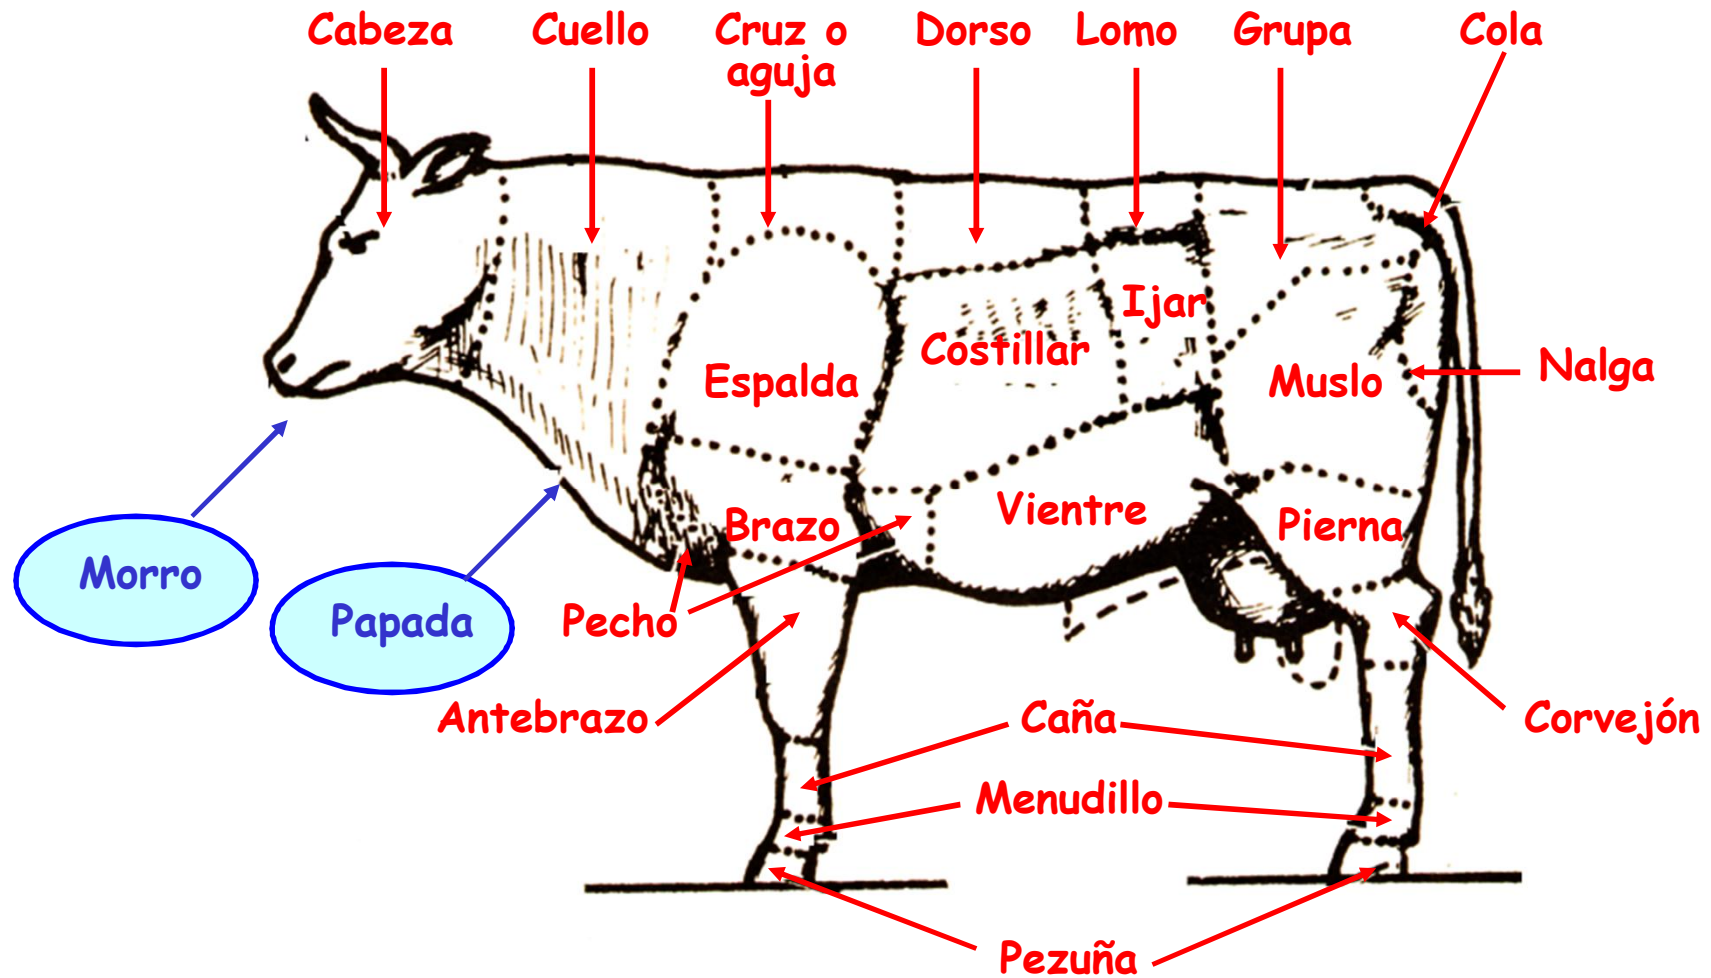 Cabeza
Cuello
Cruz o
aguja
Dorso
Lomo
Grupa
Cola
Ijar
Costillar
Espalda
Muslo
Nalga
Vientre
Brazo
Pierna
Morro
Papada
Pecho
Antebrazo
Caña
Corvejón
Menudillo
Pezuña